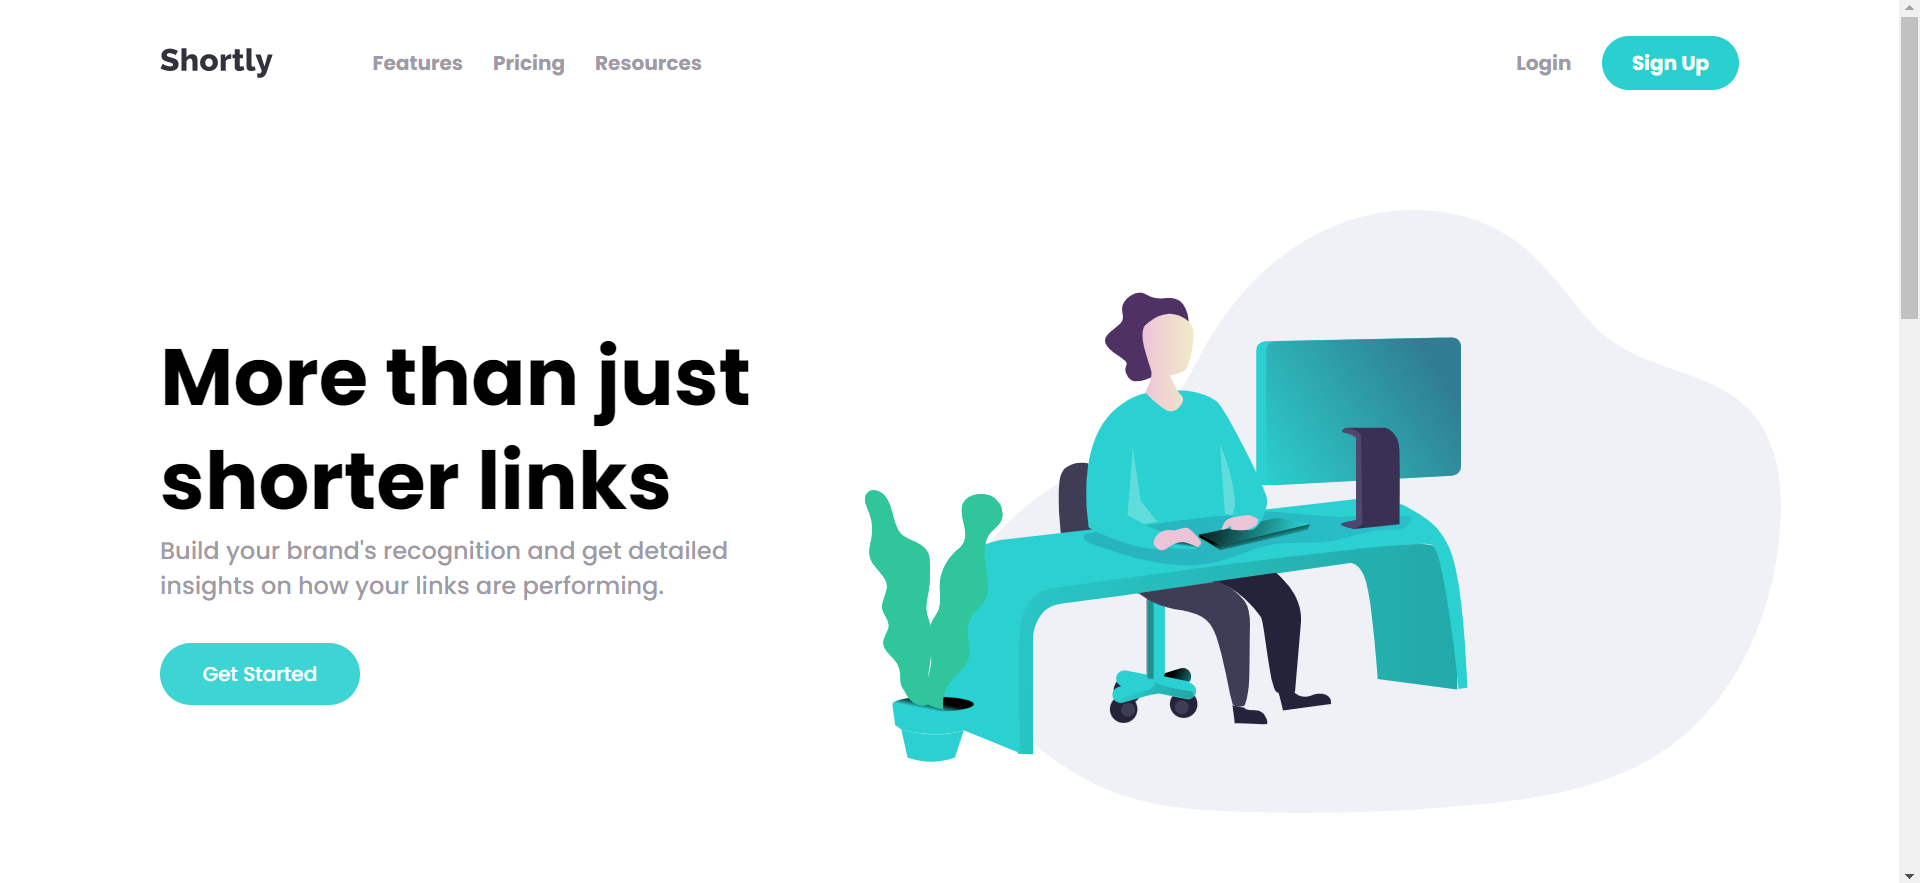 Shortly Features Pricing Resources Login Sign Up
More than just
shorter links
Build your brand's recognition and get detailed
insights on how your links are performing.
Get Started